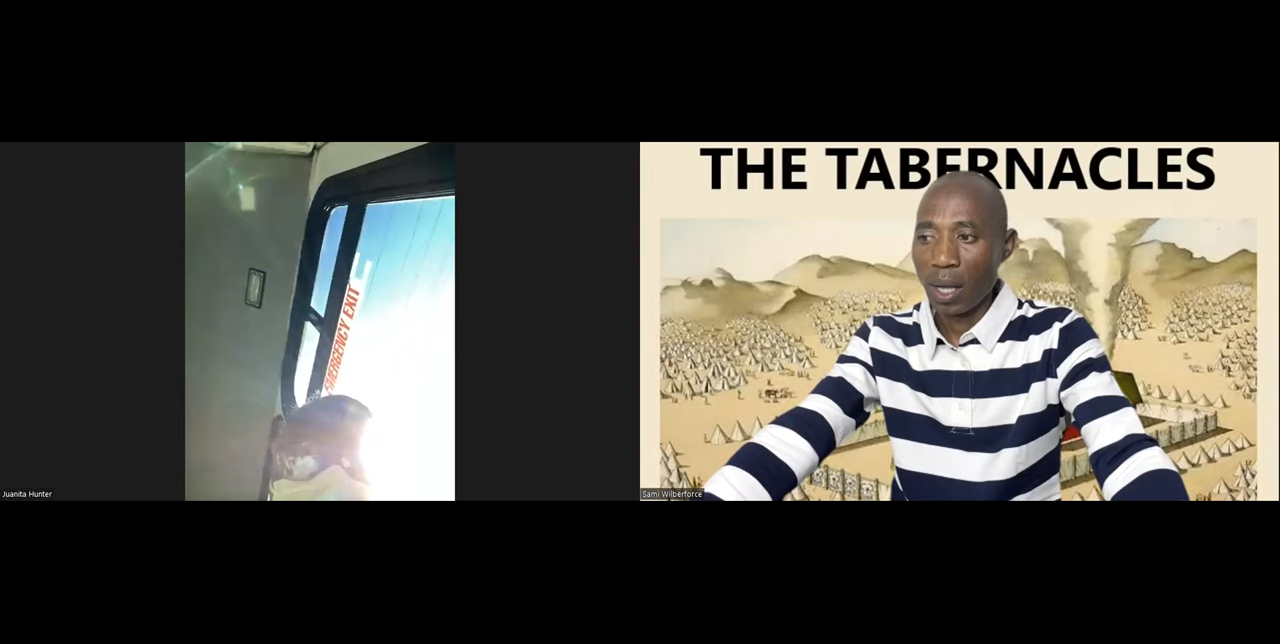 EMERGENCY EXIT
Juanita Hunter
THE TABERNACLES
Sami Wilberforce